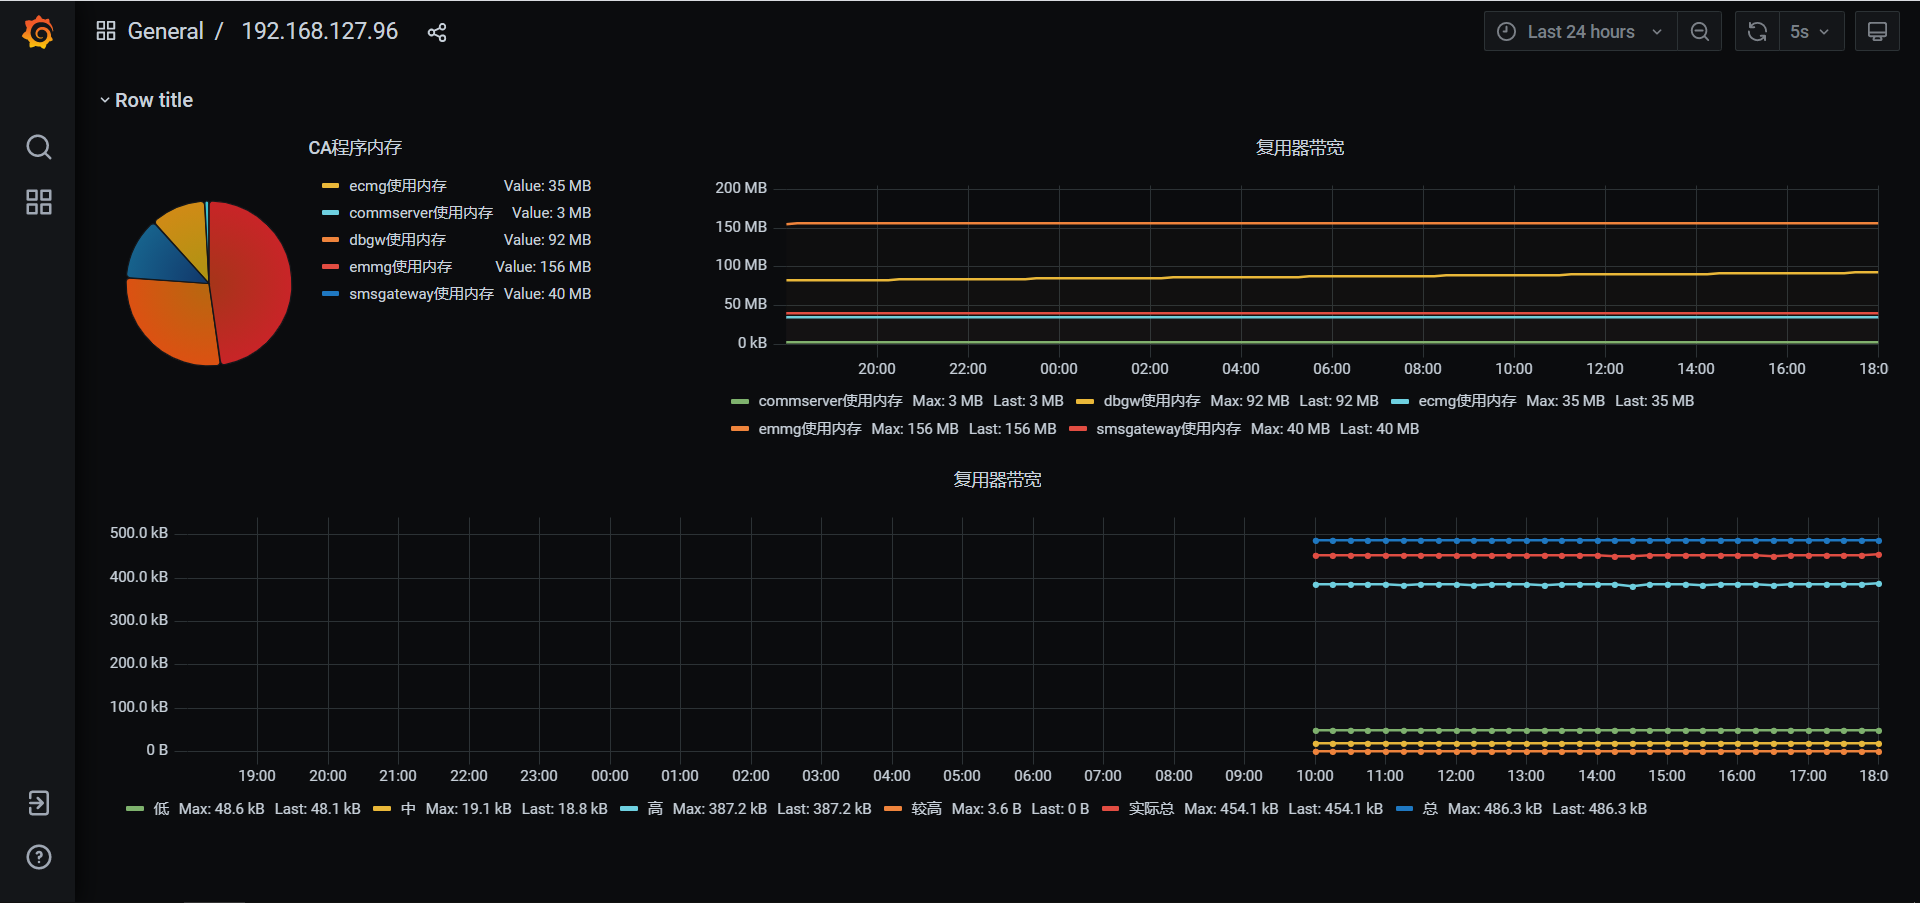 General / 192.168.127.96
Last 24 hours
5s
Row title
CA程序内存
ecmg使用内存 Value: 35 MB
commserver使用内存 Value: 3 MB
dbgw使用内存 Value: 92 MB
emmg使用内存 Value: 156 MB
smsgateway使用内存 Value: 40 MB
复用器带宽
200 MB
150 MB
100 MB
50 MB
0 kB
20:00 22:00 00:00 02:00 04:00 06:00 08:00 10:00 12:00 14:00 16:00 18:0
commserver使用内存 Max: 3 MB Last: 3 MB dbgw使用内存 Max: 92 MB Last: 92 MB ecmg使用内存 Max: 35 MB Last: 35 MB
emmg使用内存 Max: 156 MB Last: 156 MB smsgateway使用内存 Max: 40 MB Last: 40 MB
复用器带宽
500.0 kB
400.0 kB
300.0 kB
200.0 kB
100.0 kB
0 B
19:00 20:00 21:00 22:00 23:00 00:00 01:00 02:00 03:00 04:00 05:00 06:00 07:00 08:00 09:00 10:00 11:00 12:00 13:00 14:00 15:00 16:00 17:00 18:0
低 Max: 48.6 kB Last: 48.1 kB 中 Max: 19.1 kB Last: 18.8 kB 高 Max: 387.2 kB Last: 387.2 kB 较高 Max: 3.6 B Last: 0 B 实际总 Max: 454.1 kB Last: 454.1 kB 总 Max: 486.3 kB Last: 486.3 kB